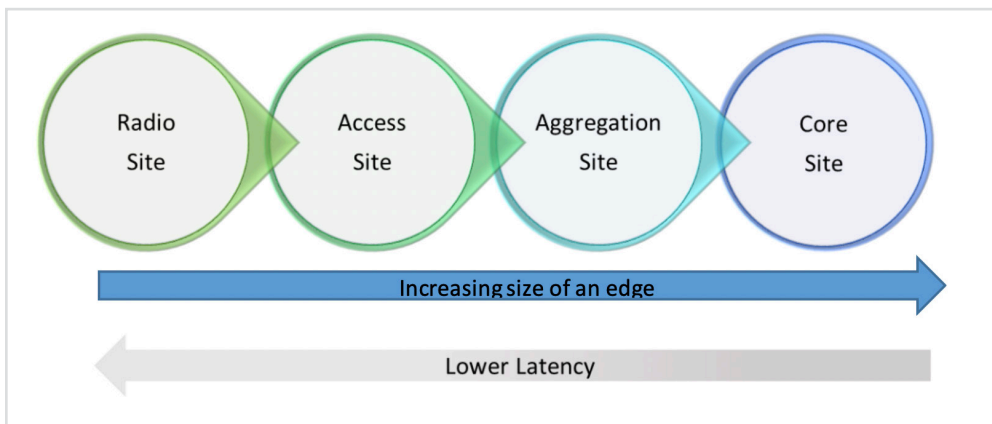 Radio
Site
Access
Site
Aggregation
Site
Core
Site
Increasing size of an edge
Lower Latency